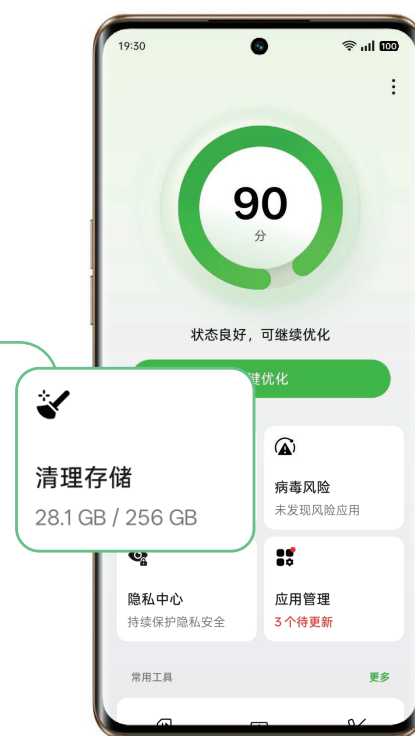 19:30
100
90
分
状态良好，可继续优化
键优化
清理存储
28.1 GB / 256 GB
病毒风险
未发现风险应用
隐私中心
持续保护隐私安全
应用管理
3个待更新
常用工具
更多